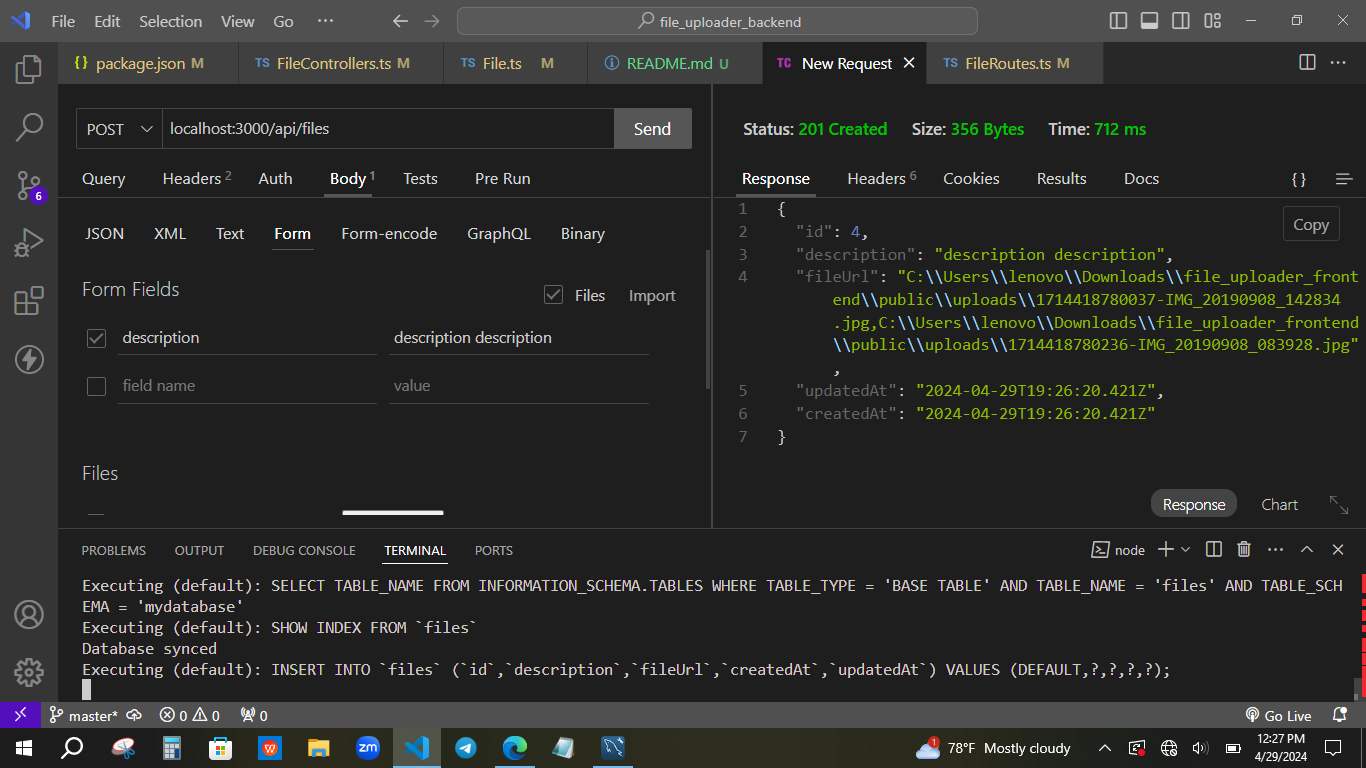 File Edit Selection View Go ··· file_uploader_backend
{} package.json M TS FileControllers.ts M TS File.ts M README.md U TC New Request TS FileRoutes.ts M ···
POST localhost:3000/api/files Send
Query Headers 2 Auth Body 1 Tests Pre Run
JSON XML Text Form Form-encode GraphQL Binary
Form Fields Files Import
description description description
field name value
Files
Status: 201 Created Size: 356 Bytes Time: 712 ms
Response Headers 6 Cookies Results Docs {}
Copy
1 {
2 "id": 4,
3 "description": "description description",
4 "fileUrl": "C:\\Users\\lenovo\\Downloads\\file_uploader_front
end\\public\\uploads\\1714418780037-IMG_20190908_142834
.jpg,C:\\Users\\lenovo\\Downloads\\file_uploader_frontend
\\public\\uploads\\1714418780236-IMG_20190908_083928.jpg"
,
5 "updatedAt": "2024-04-29T19:26:20.421Z",
6 "createdAt": "2024-04-29T19:26:20.421Z"
7 }
Response Chart
6
PROBLEMS OUTPUT DEBUG CONSOLE TERMINAL PORTS node ···
Executing (default): SELECT TABLE_NAME FROM INFORMATION_SCHEMA.TABLES WHERE TABLE_TYPE = 'BASE TABLE' AND TABLE_NAME = 'files' AND TABLE_SCH
EMA = 'mydatabase'
Executing (default): SHOW INDEX FROM `files`
Database synced
Executing (default): INSERT INTO `files` (`id`,`description`,`fileUrl`,`createdAt`,`updatedAt`) VALUES (DEFAULT,?,?,?,?);
master* 0 0 0 Go Live
W zm 1 78°F Mostly cloudy 12:27 PM
4/29/2024